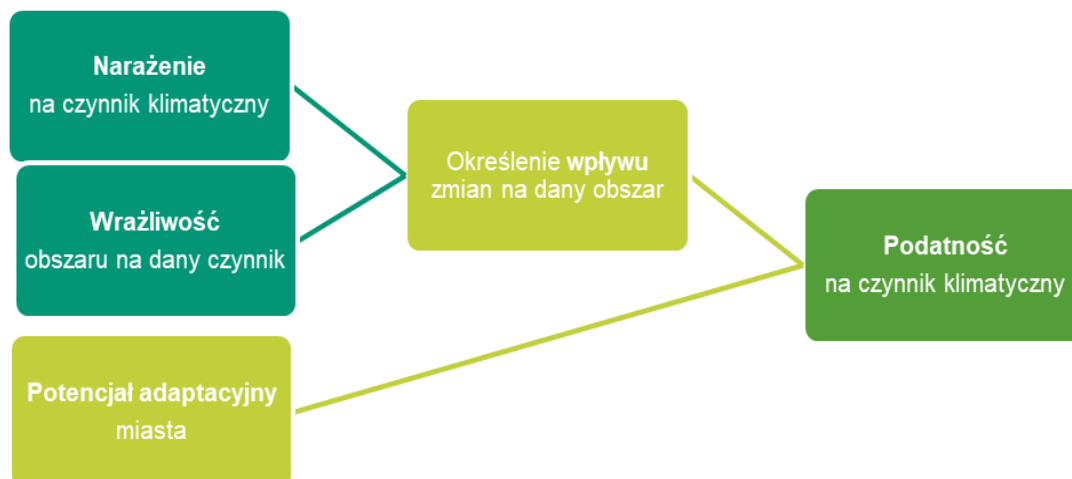 Narażenie
na czynnik klimatyczny
Wrażliwość
obszaru na dany czynnik
Potencjał adaptacyjny
miasta
Określenie wpływu
zmian na dany obszar
Podatność
na czynnik klimatyczny